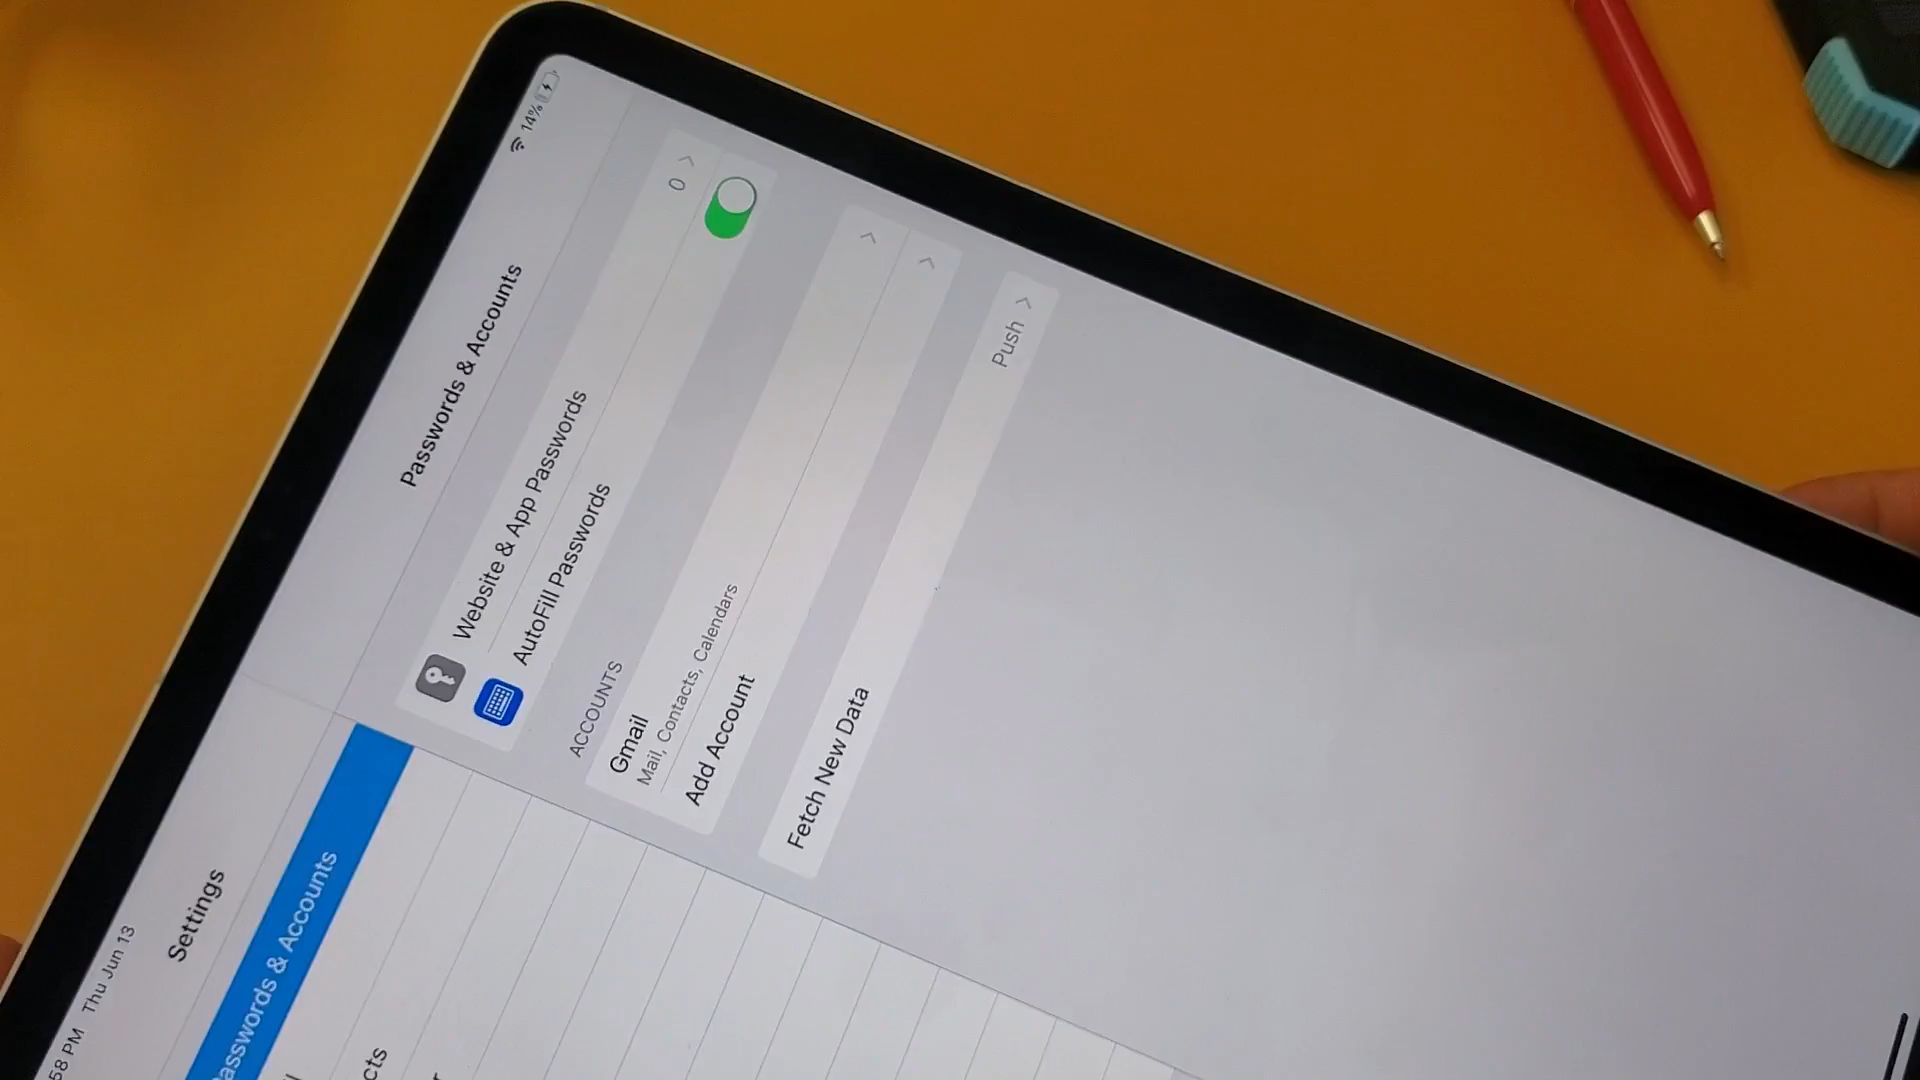 58 PM Thu Jun 13
14%
Settings
Passwords & Accounts
Passwords & Accounts
Website & App Passwords 0
AutoFill Passwords
ACCOUNTS
Gmail
Mail, Contacts, Calendars
Add Account
Fetch New Data Push